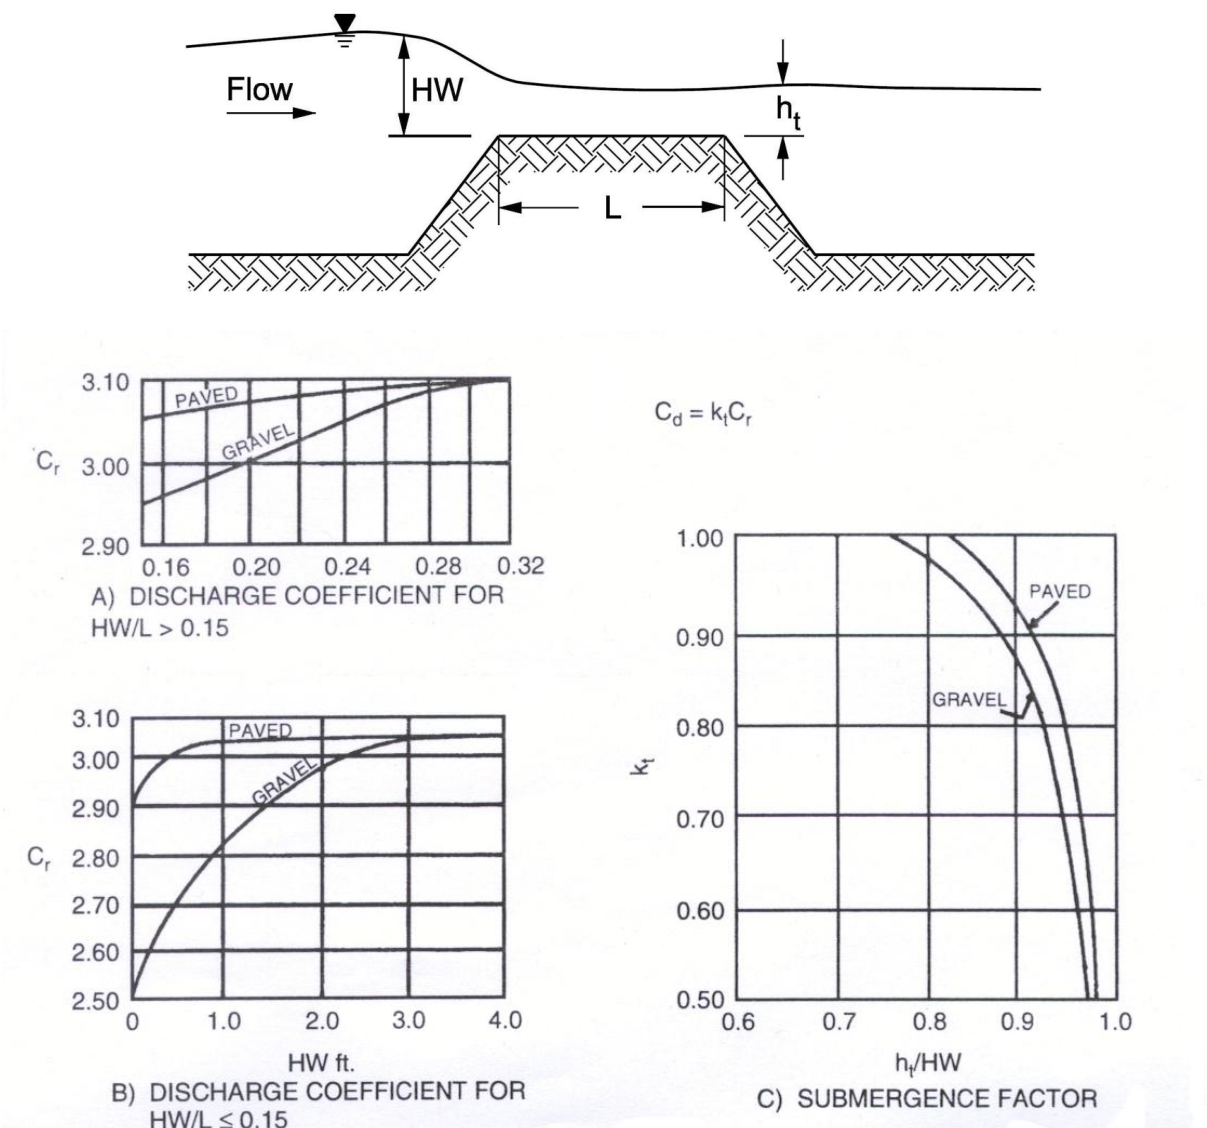 Flow
HW
h_t
L
3.10
PAVED
GRAVEL
C_r
3.00
2.90
0.16 0.20 0.24 0.28 0.32
A) DISCHARGE COEFFICIENT FOR
HW/L > 0.15
C_d = k_tC_r
3.10
PAVED
3.00
GRAVEL
2.90
C_r
2.80
2.70
2.60
2.50
0 1.0 2.0 3.0 4.0
HW ft.
B) DISCHARGE COEFFICIENT FOR
HW/L ≤ 0.15
1.00
PAVED
0.90
GRAVEL
0.80
k_t
0.70
0.60
0.50
0.6 0.7 0.8 0.9 1.0
h_t/HW
C) SUBMERGENCE FACTOR